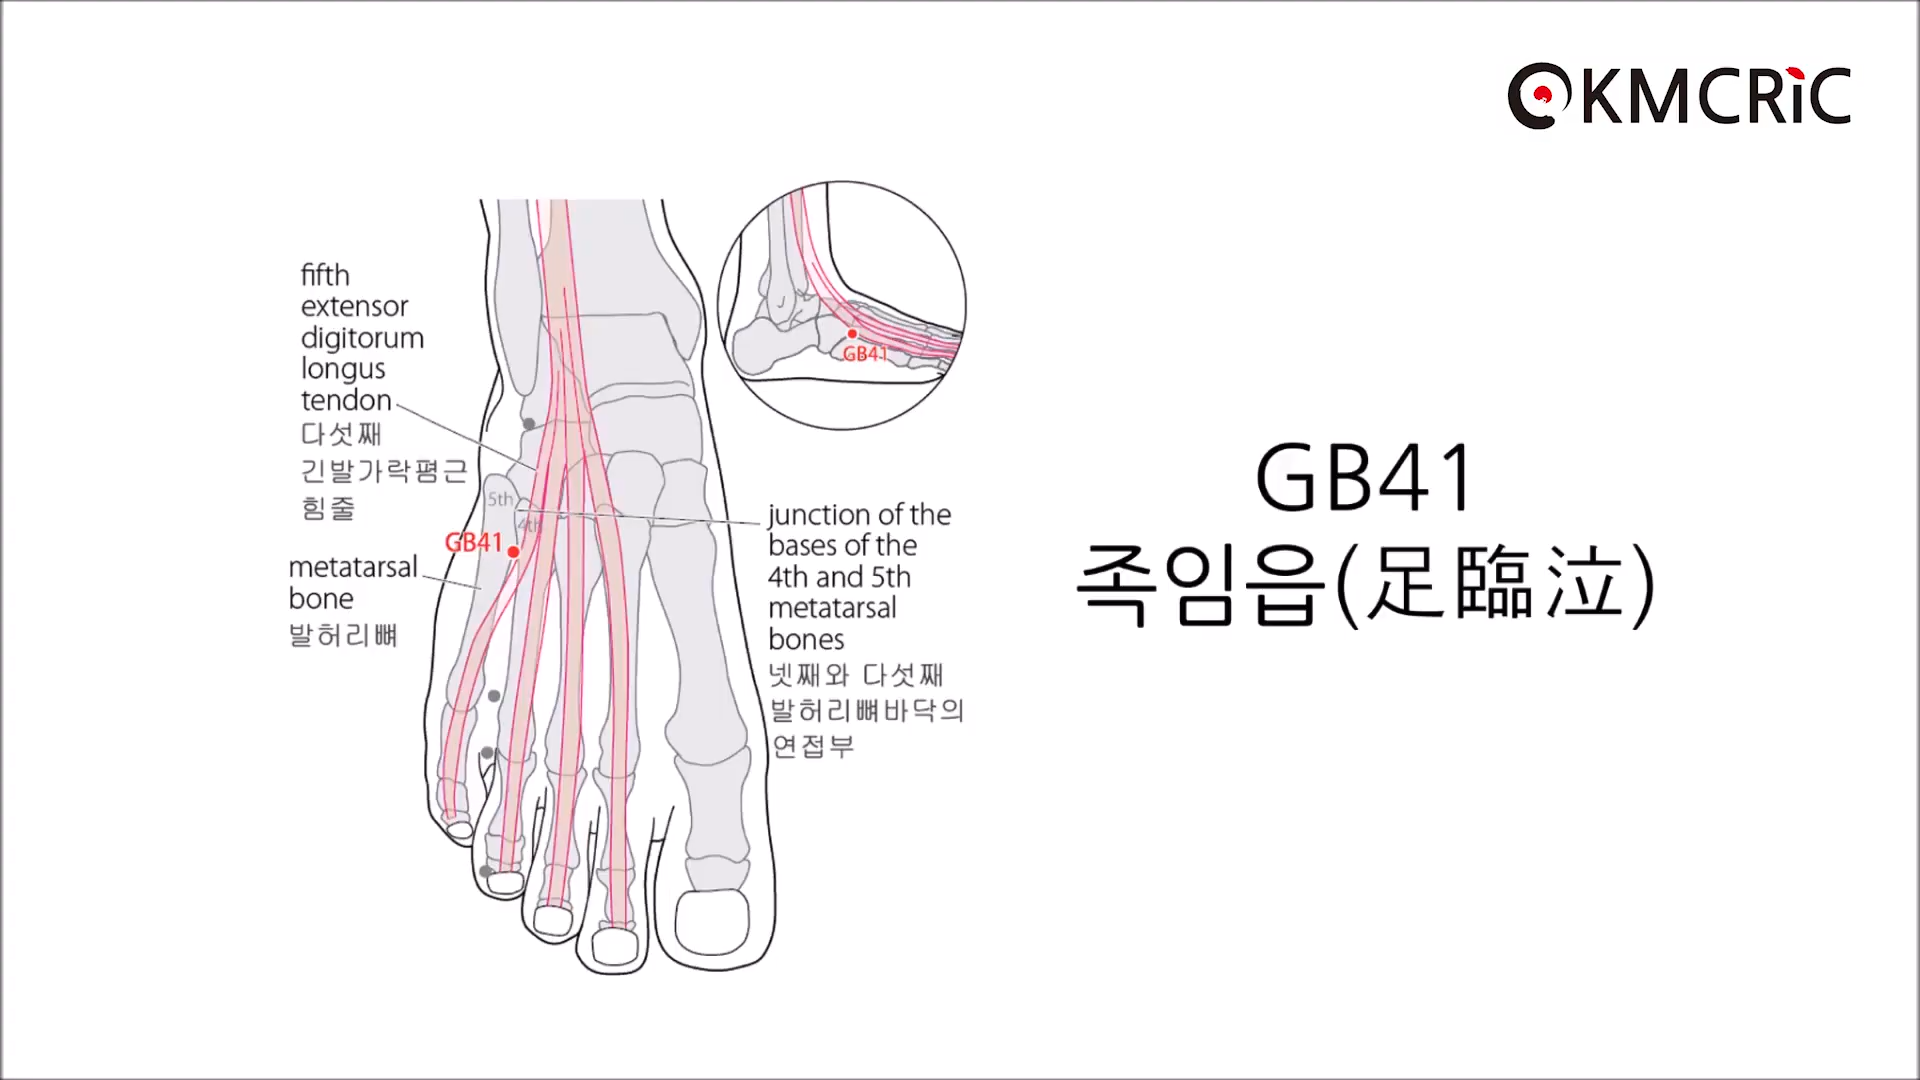 KMCRiC
fifth
extensor
digitorum
longus
tendon
다섯째
긴발가락폄근
힘줄
5th
4th
GB41
metatarsal
bone
발허리뼈
GB41
junction of the
bases of the
4th and 5th
metatarsal
bones
넷째와 다섯째
발허리뼈바닥의
연접부
GB41
족임읍(足臨泣)